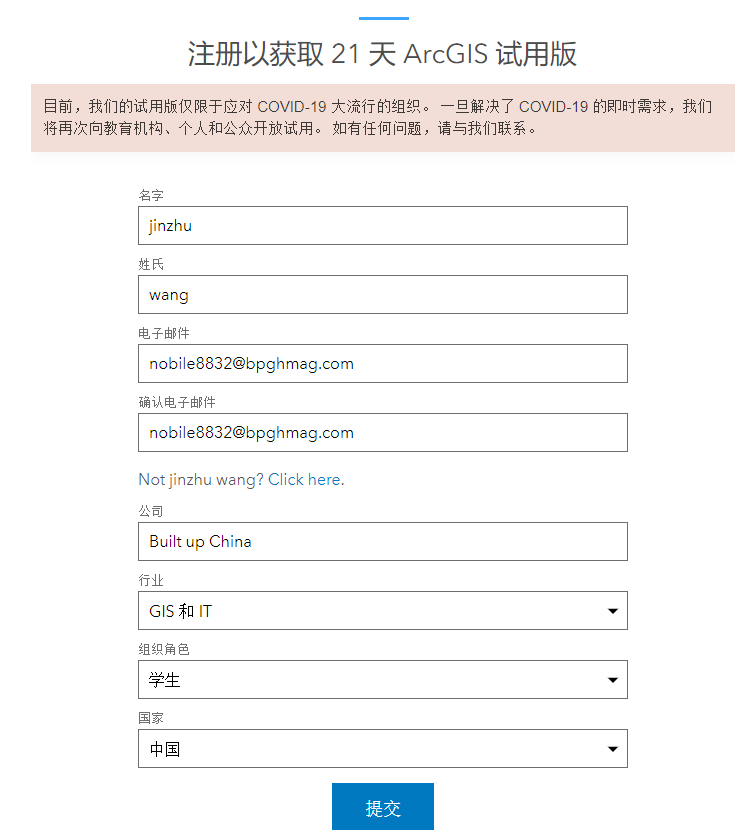 注册以获取 21 天 ArcGIS 试用版
目前，我们的试用版仅限于应对 COVID-19 大流行的组织。 一旦解决了 COVID-19 的即时需求，我们
将再次向教育机构、个人和公众开放试用。 如有任何问题，请与我们联系。
名字
jinzhu
姓氏
wang
电子邮件
nobile8832@bpghmag.com
确认电子邮件
nobile8832@bpghmag.com
Not jinzhu wang? Click here.
公司
Built up China
行业
GIS 和 IT
组织角色
学生
国家
中国
提交